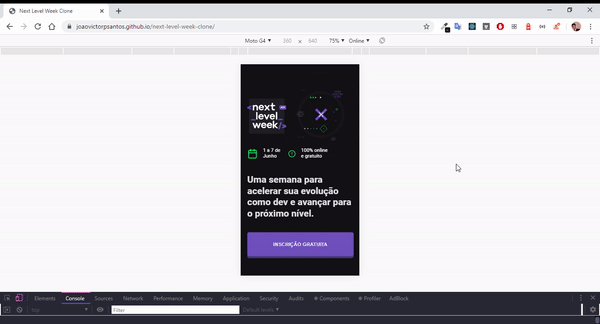 Next Level Week Clone
joaovictorpsantos.github.io/next-level-week/clone/
Moto G4 360 × 640 75% Online
<next
level
week/>
1 a 7 de
Junho
100% online
e gratuito
Uma semana para
acelerar sua evolução
como dev e avançar para
o próximo nível.
INSCRIÇÃO GRATUITA
Elements Console Sources Network Performance Memory Application Security Audits Components Profiler AdBlock
top Filter Default levels